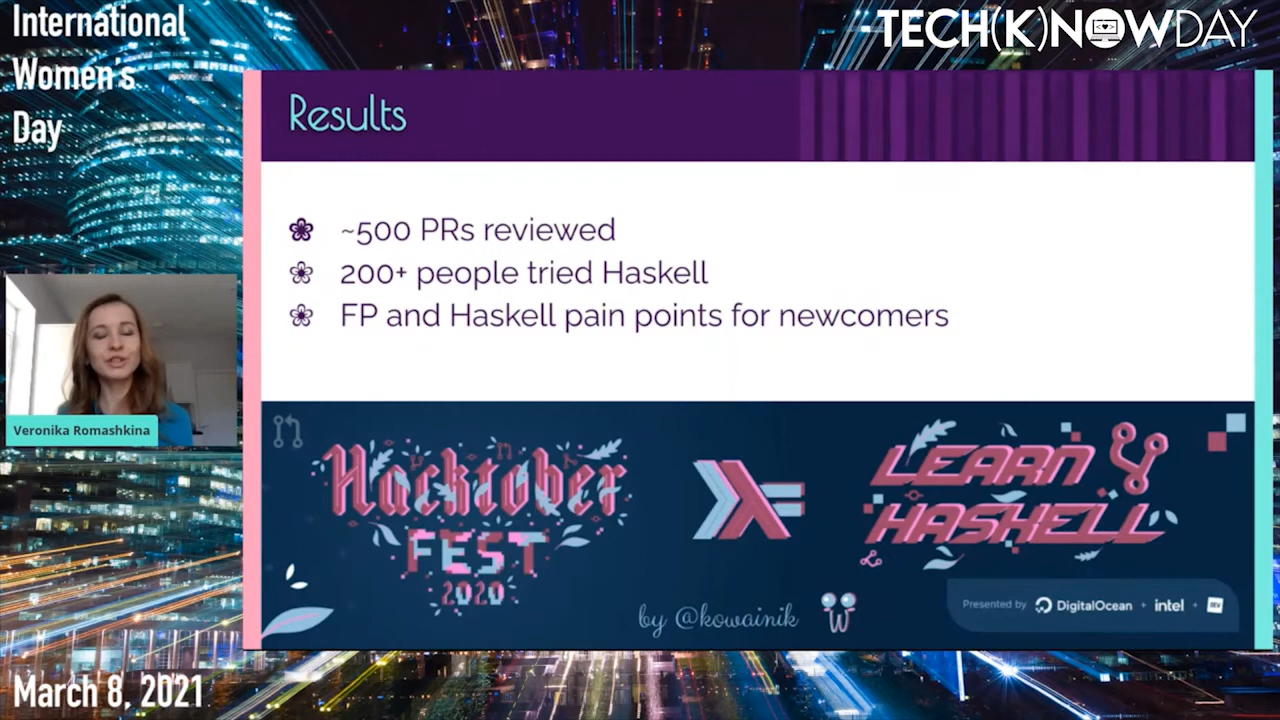 International
Women's
Day
TECH(K)NOWDAY
Results
~500 PRs reviewed
200+ people tried Haskell
FP and Haskell pain points for newcomers
Veronika Romashkina
Hacktober
FEST
2020
LEARN
HASKELL
by @kowainik
Presented by DigitalOcean + intel + DEV
March 8, 2021